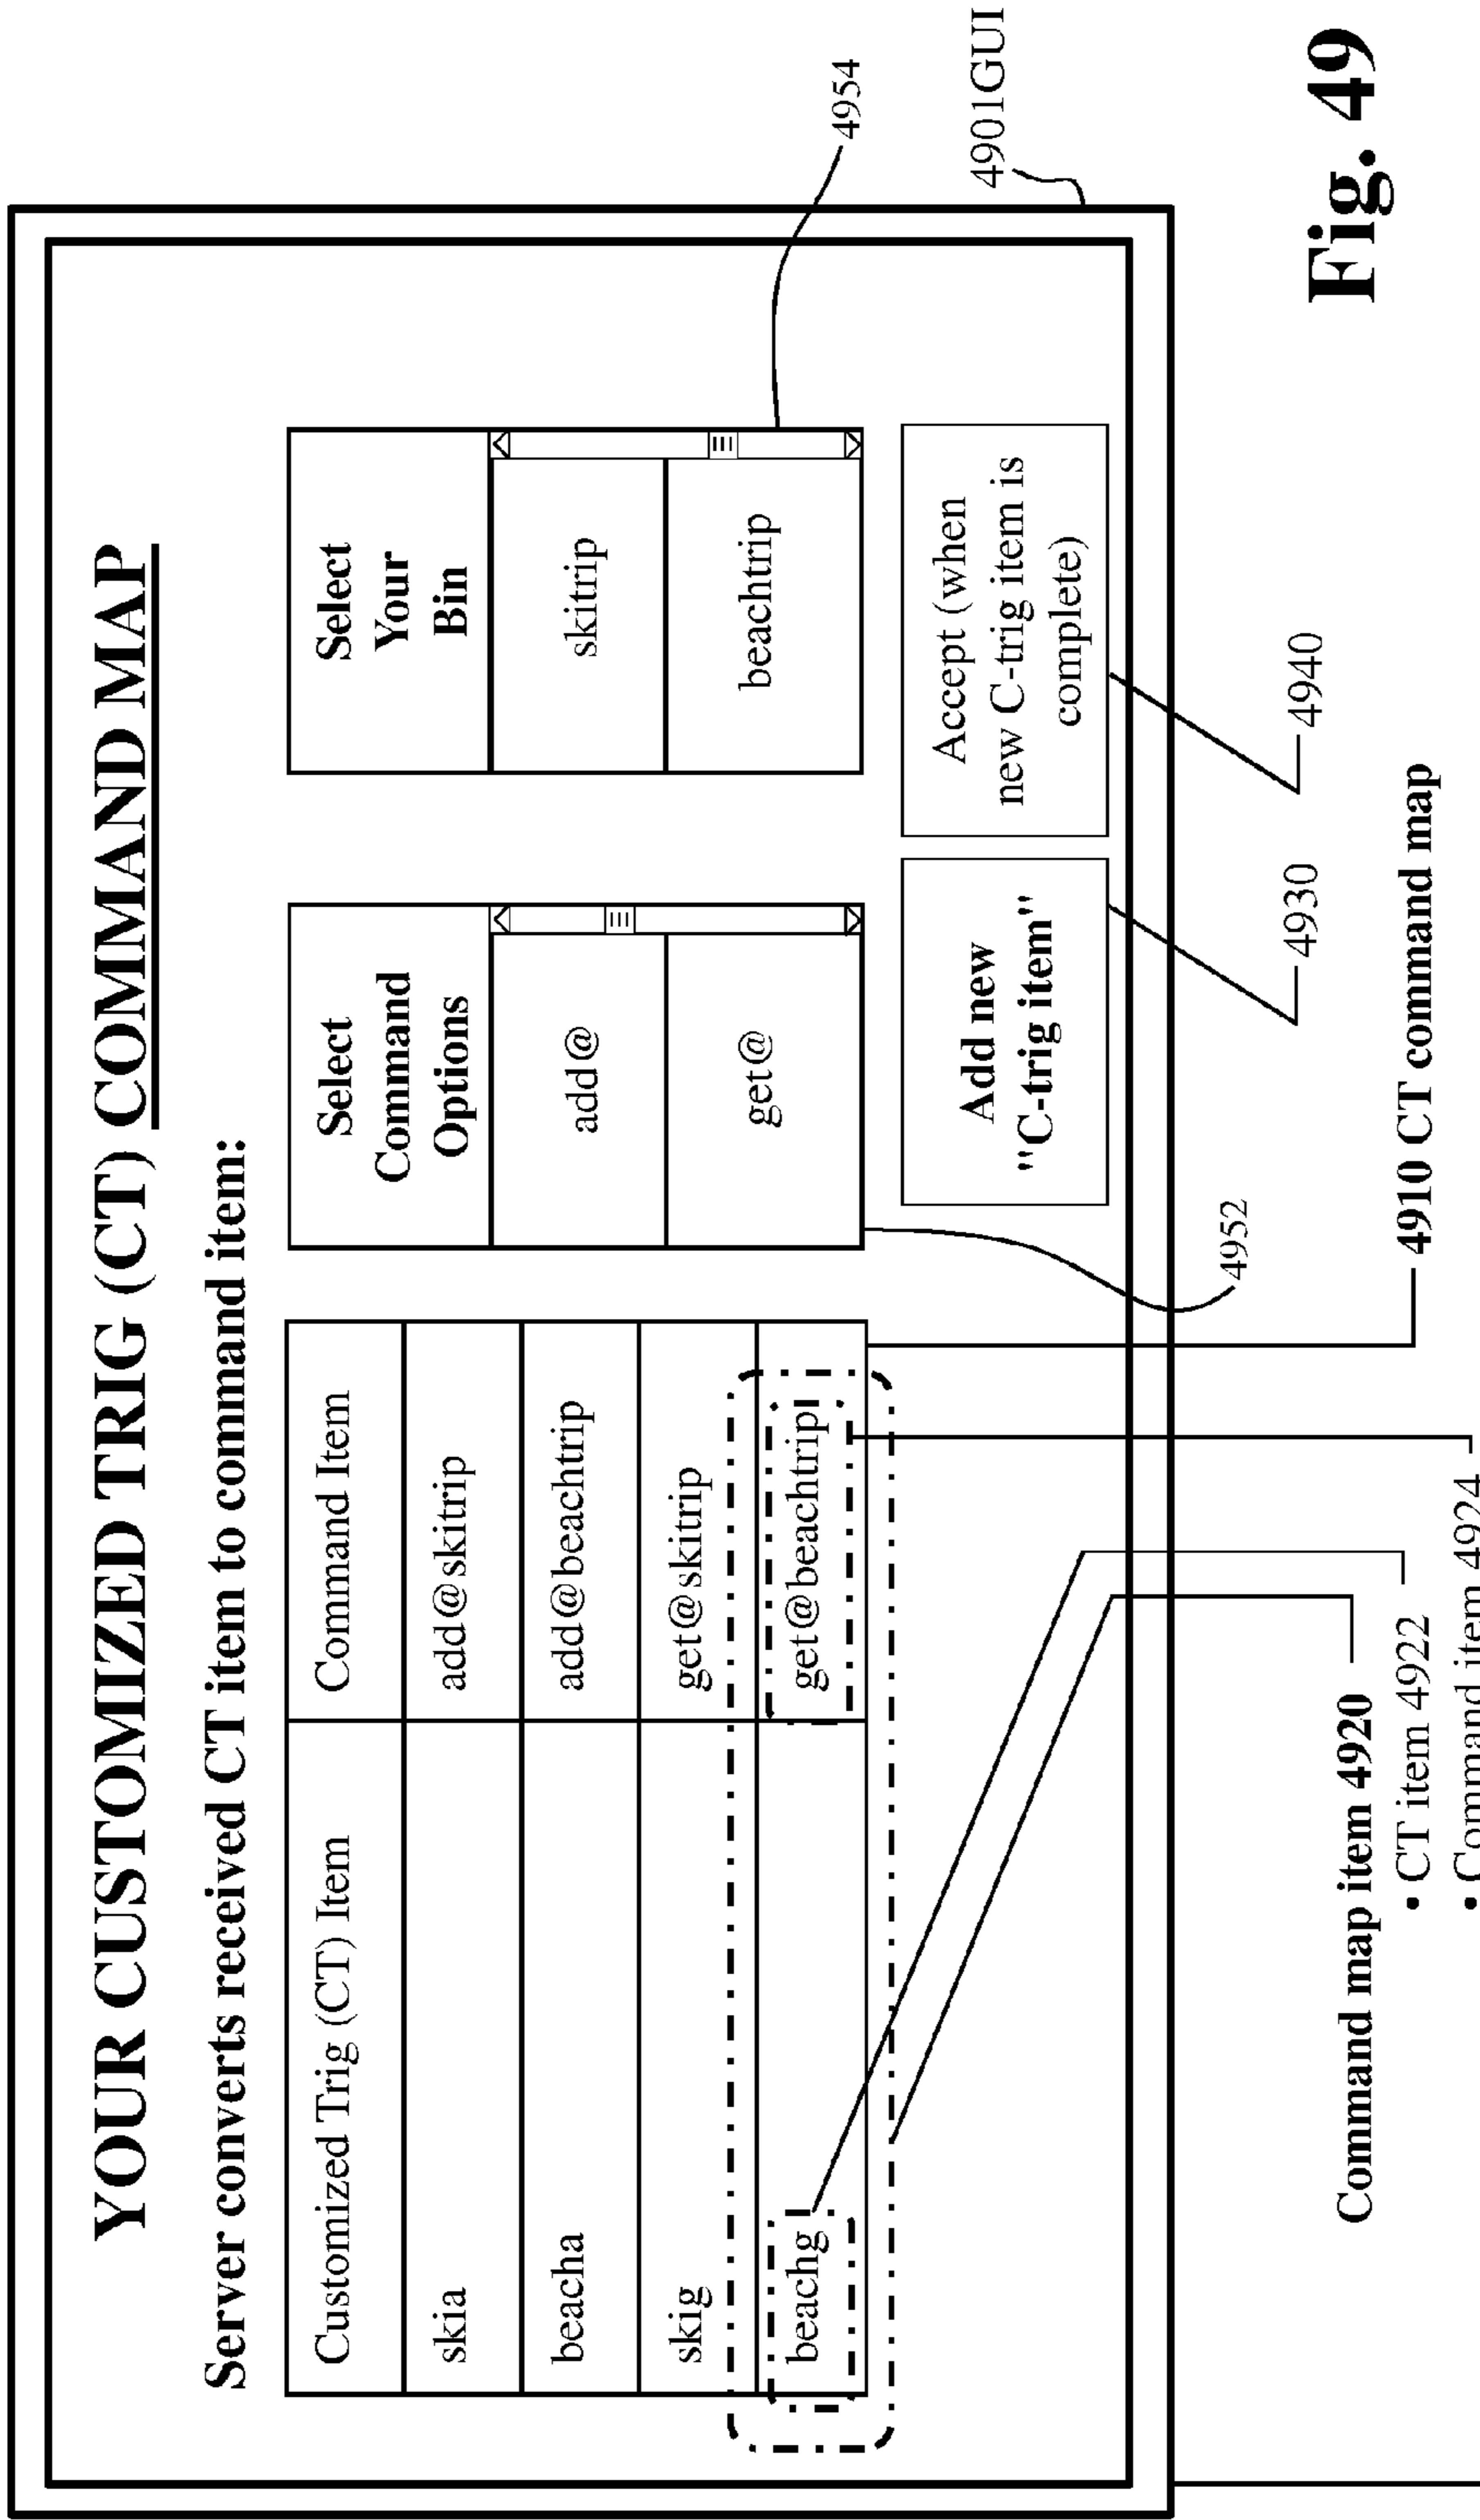 YOUR CUSTOMIZED TRIG (CT) COMMAND MAP
Server converts received CT item to command item:
Customized Trig (CT) Item
Command Item
skia
add@skitrip
beacha
add@beachtrip
skig
get@skitrip
beachg
get@beachtrip
Select
Command
Options
add@
get@
Select
Your
Bin
skitrip
beachtrip
Add new
"C-trig item"
Accept (when
new C-trig item is
complete)
4954
4901GUI
4952
4930
4940
4910 CT command map
Command map item 4920
• CT item 4922
• Command item 4924
Fig. 49